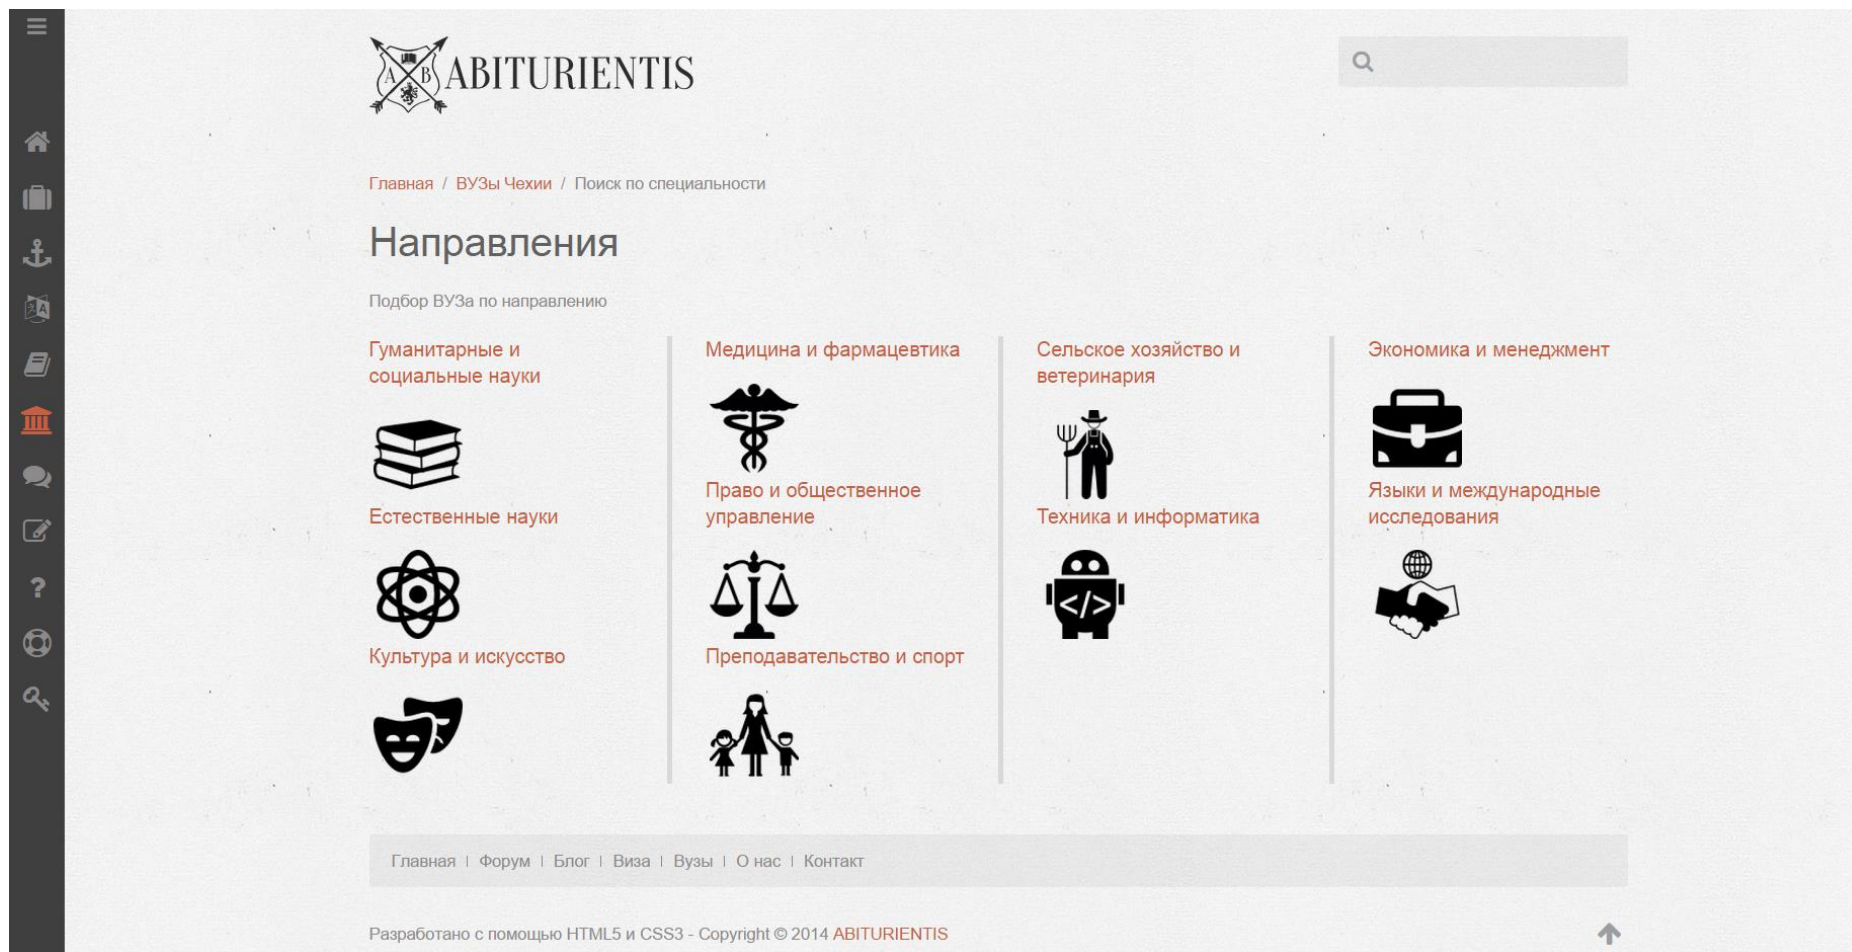 ABITURIENTIS
Главная / ВУЗы Чехии / Поиск по специальности
Направления
Подбор ВУЗа по направлению
Гуманитарные и
социальные науки
Естественные науки
Культура и искусство
Медицина и фармацевтика
Право и общественное
управление
Преподавательство и спорт
Сельское хозяйство и
ветеринария
Техника и информатика
</>
Экономика и менеджмент
Языки и международные
исследования
Главная | Форум | Блог | Виза | Вузы | О нас | Контакт
Разработано с помощью HTML5 и CSS3 - Copyright © 2014 ABITURIENTIS